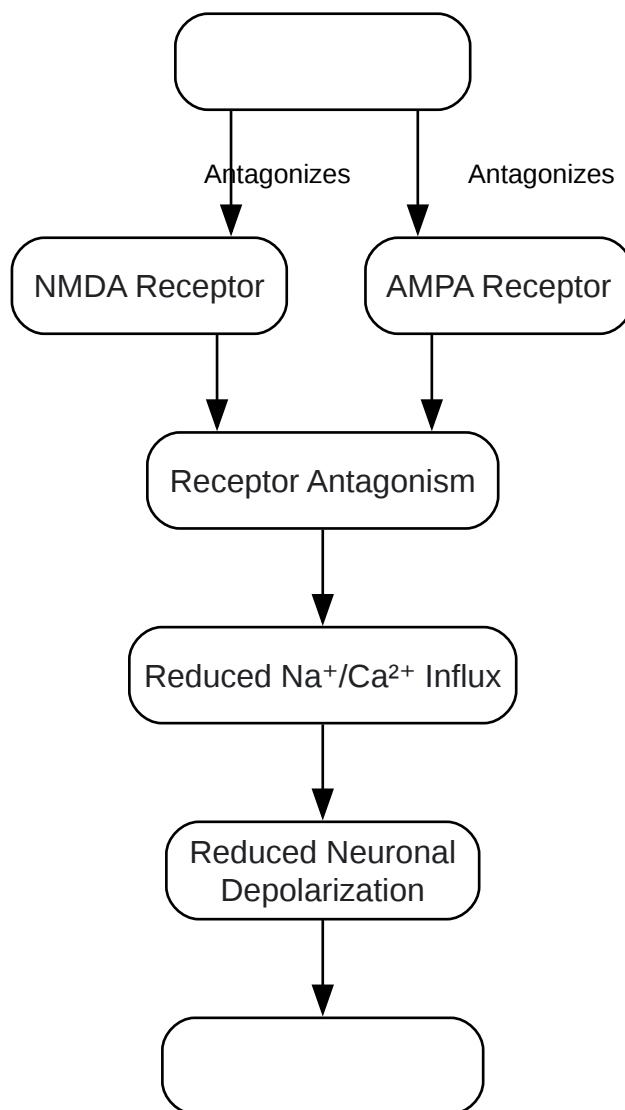 Antagonizes
Antagonizes
NMDA Receptor
AMPA Receptor
Receptor Antagonism
Reduced Na⁺/Ca²⁺ Influx
Reduced Neuronal
Depolarization